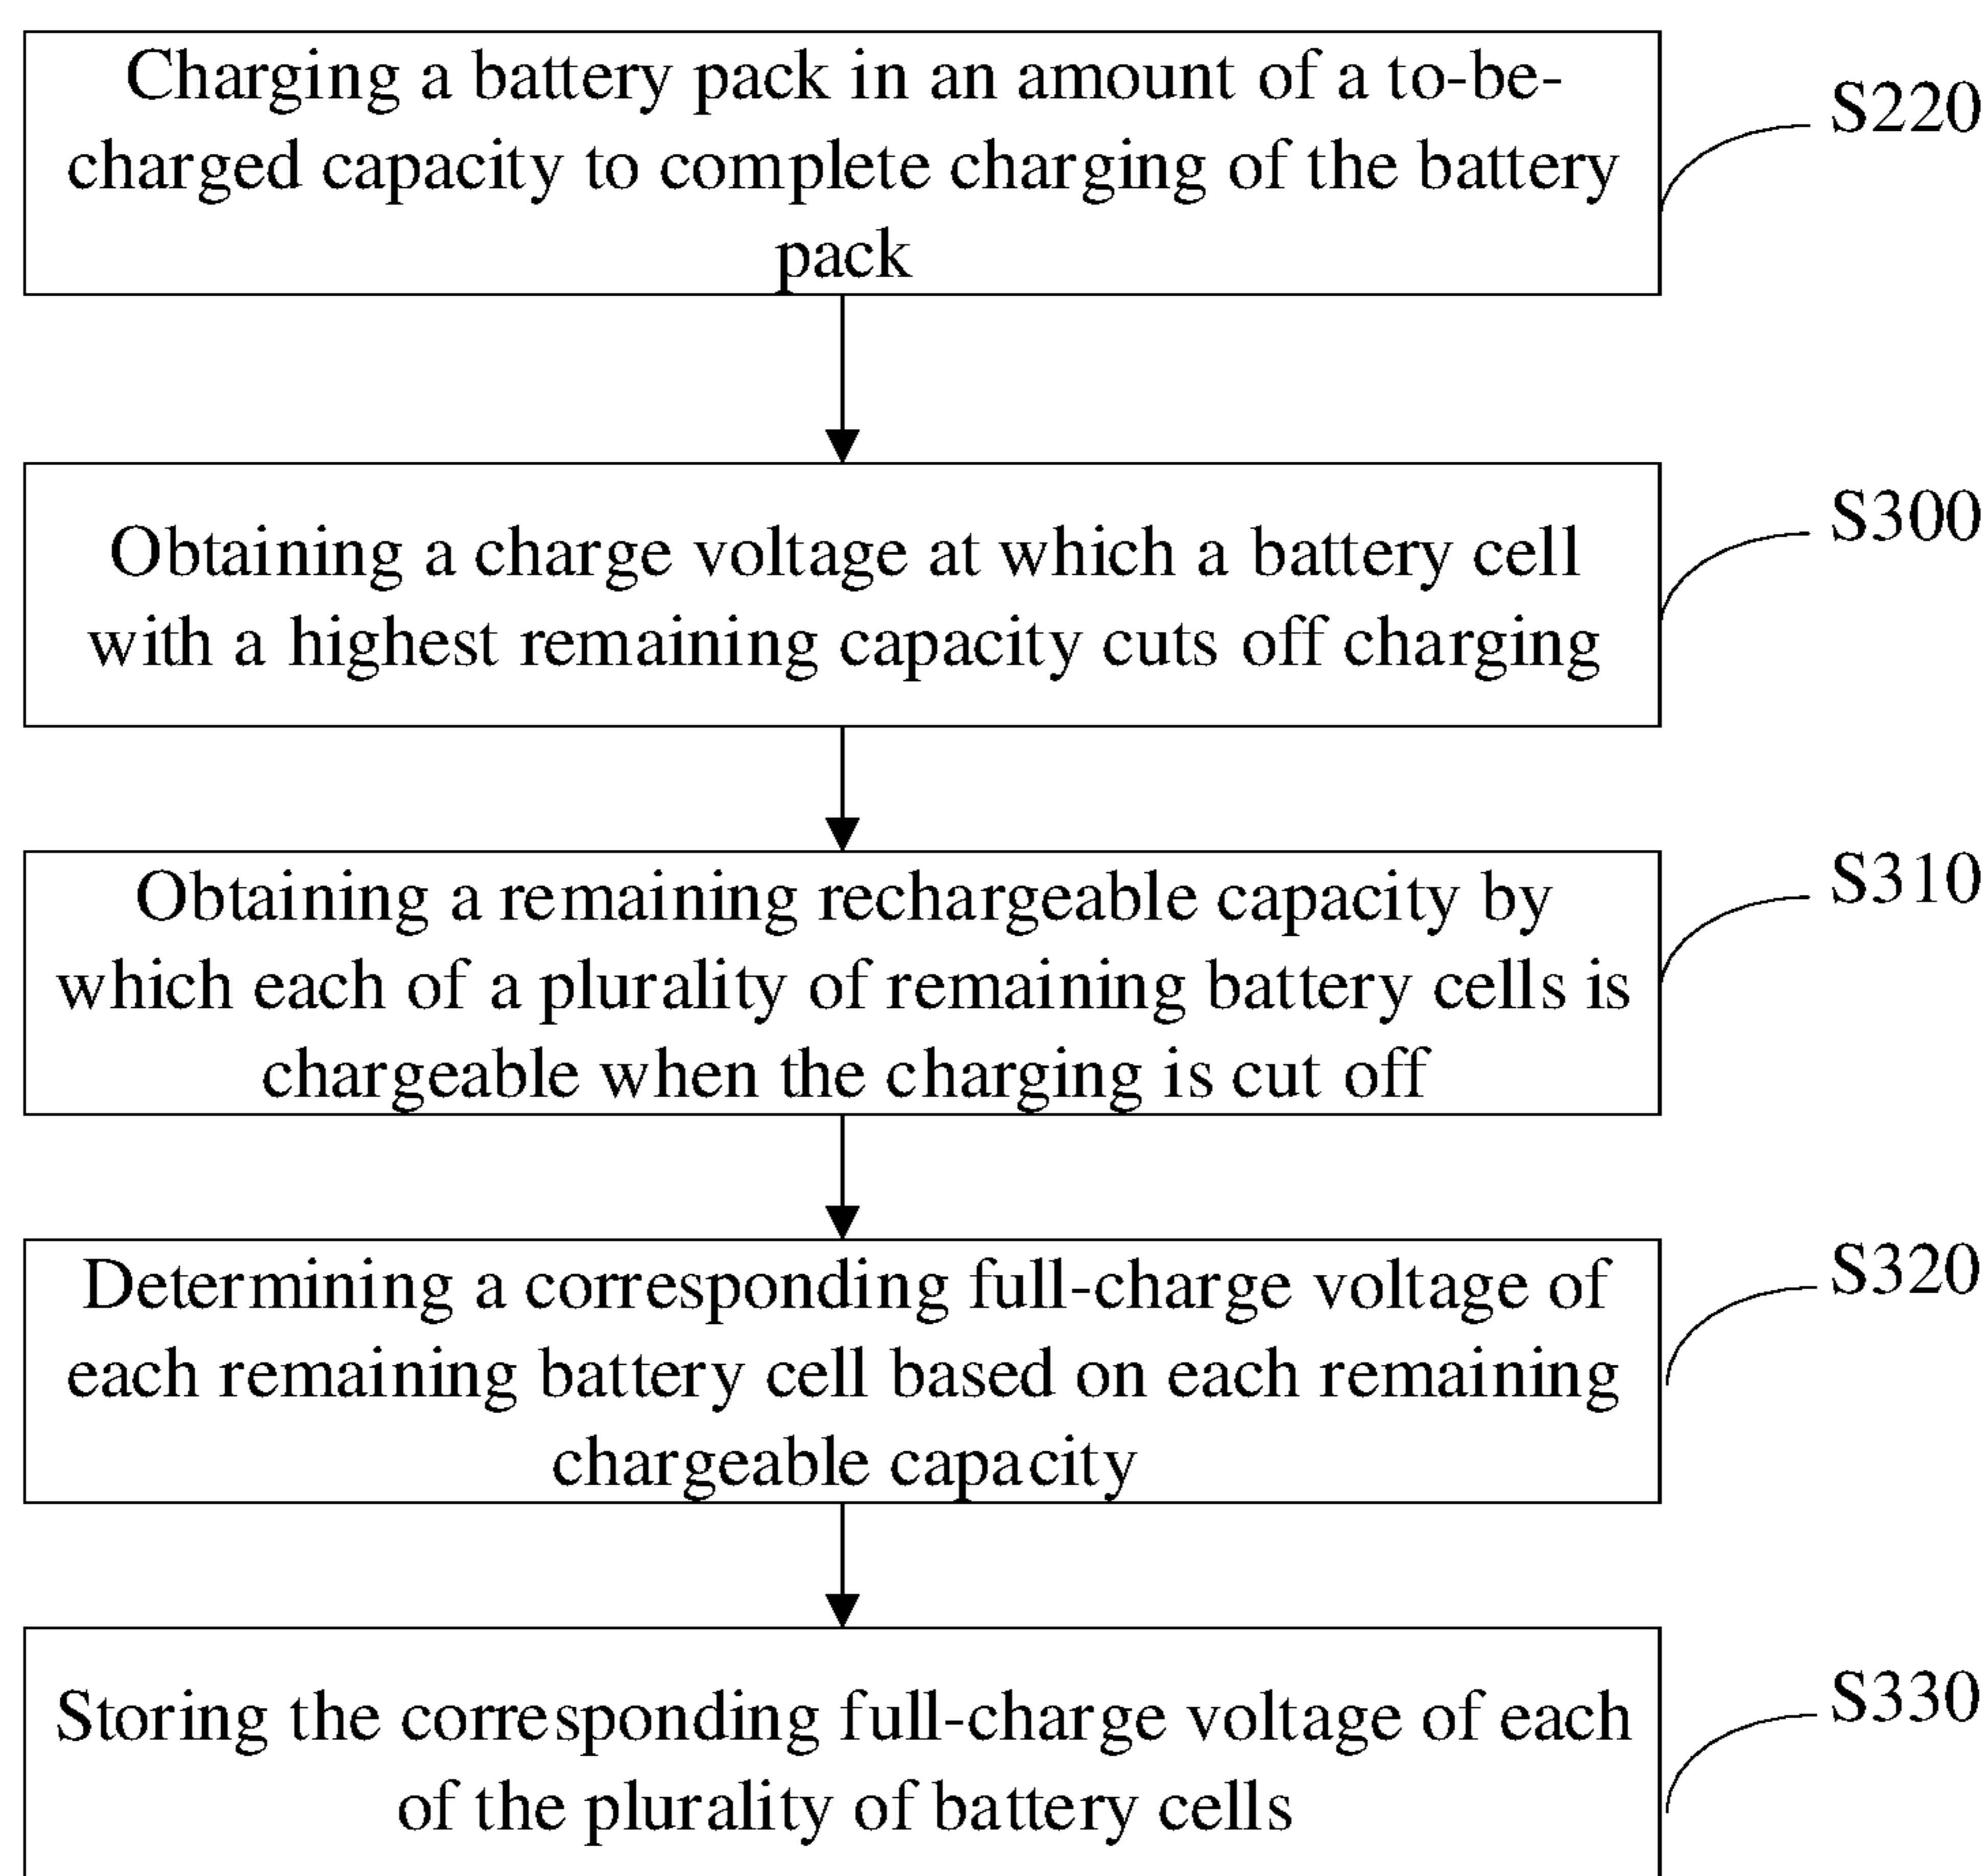 Charging a battery pack in an amount of a to-be-
charged capacity to complete charging of the battery
pack
S220
Obtaining a charge voltage at which a battery cell
with a highest remaining capacity cuts off charging
S300
Obtaining a remaining rechargeable capacity by
which each of a plurality of remaining battery cells is
chargeable when the charging is cut off
S310
Determining a corresponding full-charge voltage of
each remaining battery cell based on each remaining
chargeable capacity
S320
Storing the corresponding full-charge voltage of each
of the plurality of battery cells
S330